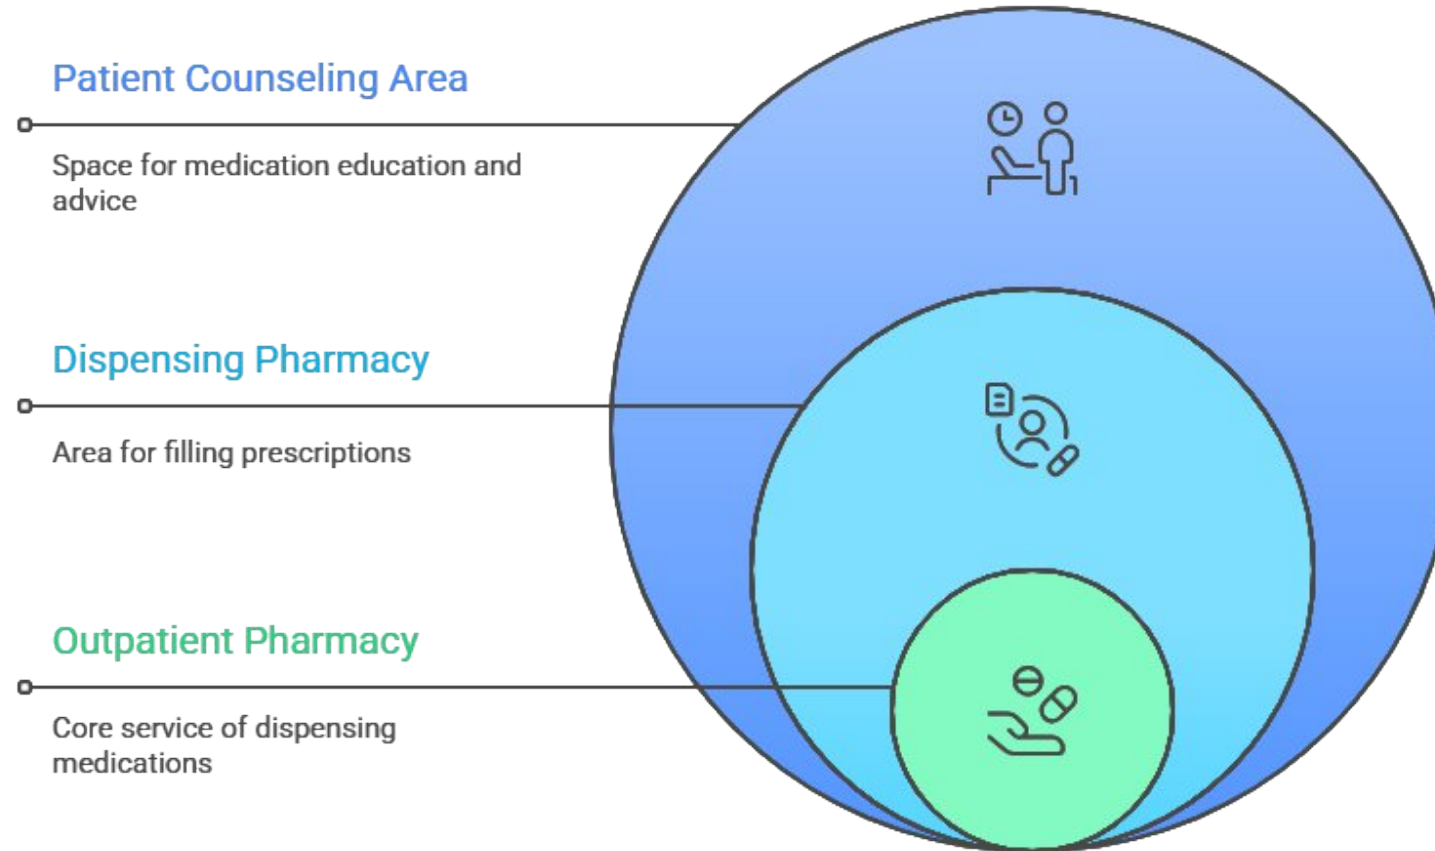 Patient Counseling Area
Space for medication education and
advice
Dispensing Pharmacy
Area for filling prescriptions
Outpatient Pharmacy
Core service of dispensing
medications